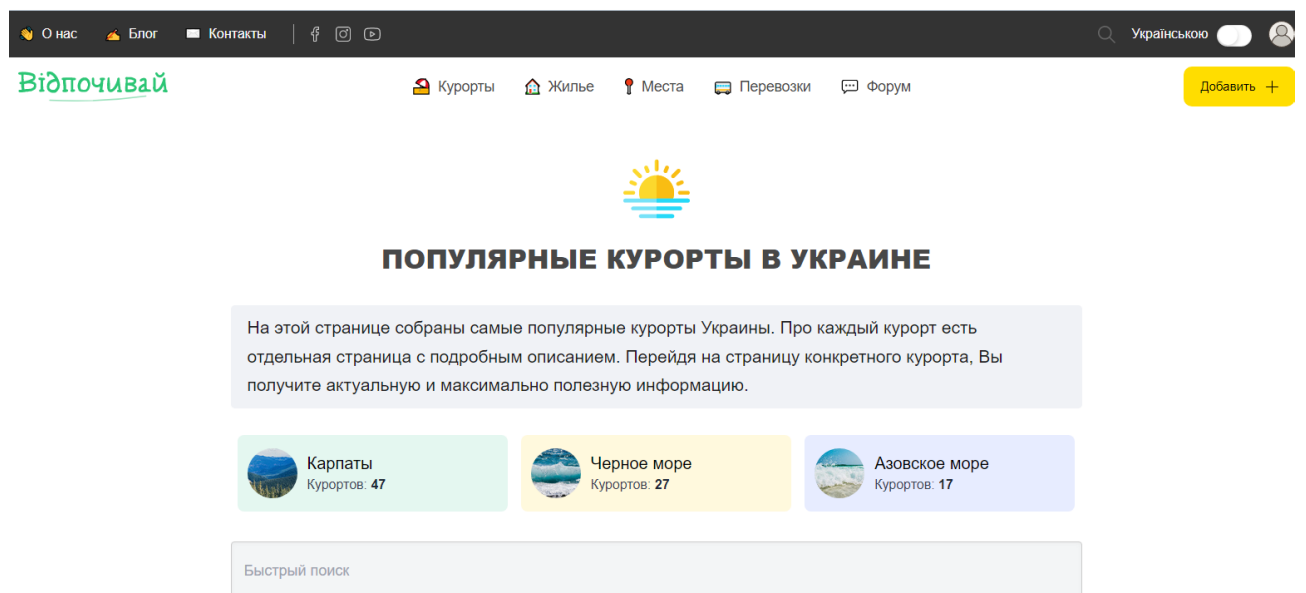 О нас Блог Контакты Українською
Відпочивай Курорты Жилье Места Перевозки Форум Добавить +
ПОПУЛЯРНЫЕ КУРОРТЫ В УКРАИНЕ
На этой странице собраны самые популярные курорты Украины. Про каждый курорт есть
отдельная страница с подробным описанием. Перейдя на страницу конкретного курорта, Вы
получите актуальную и максимально полезную информацию.
Карпаты
Курортов: 47
Черное море
Курортов: 27
Азовское море
Курортов: 17
Быстрый поиск